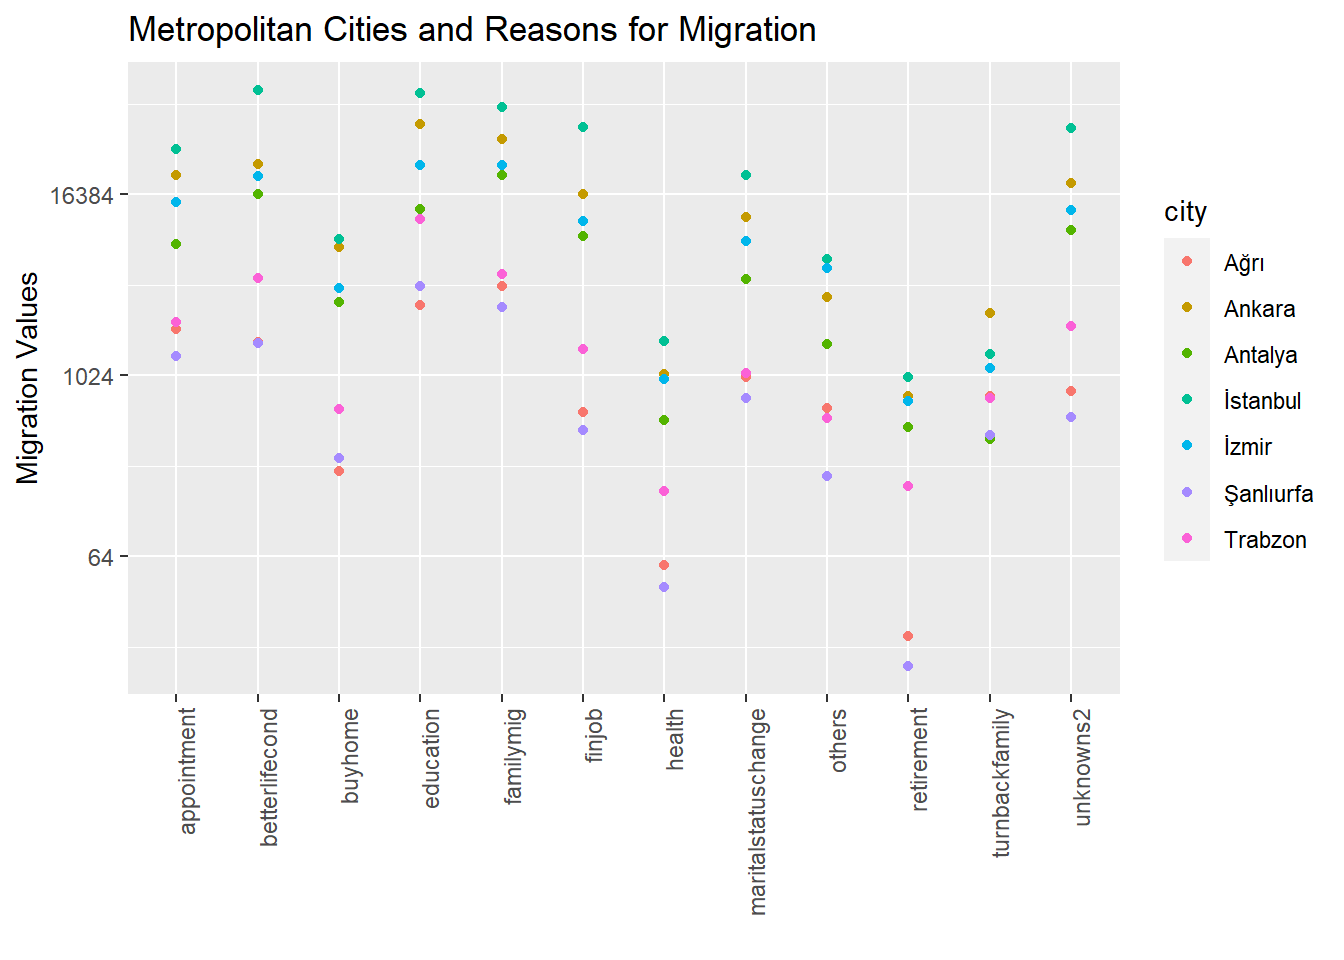 Metropolitan Cities and Reasons for Migration
Migration Values
16384
1024
64
appointment
betterlifecond
buyhome
education
familymig
finjob
health
maritalstatuschange
others
retirement
turnbackfamily
unknowns2
city
Ağrı
Ankara
Antalya
İstanbul
İzmir
Şanlıurfa
Trabzon